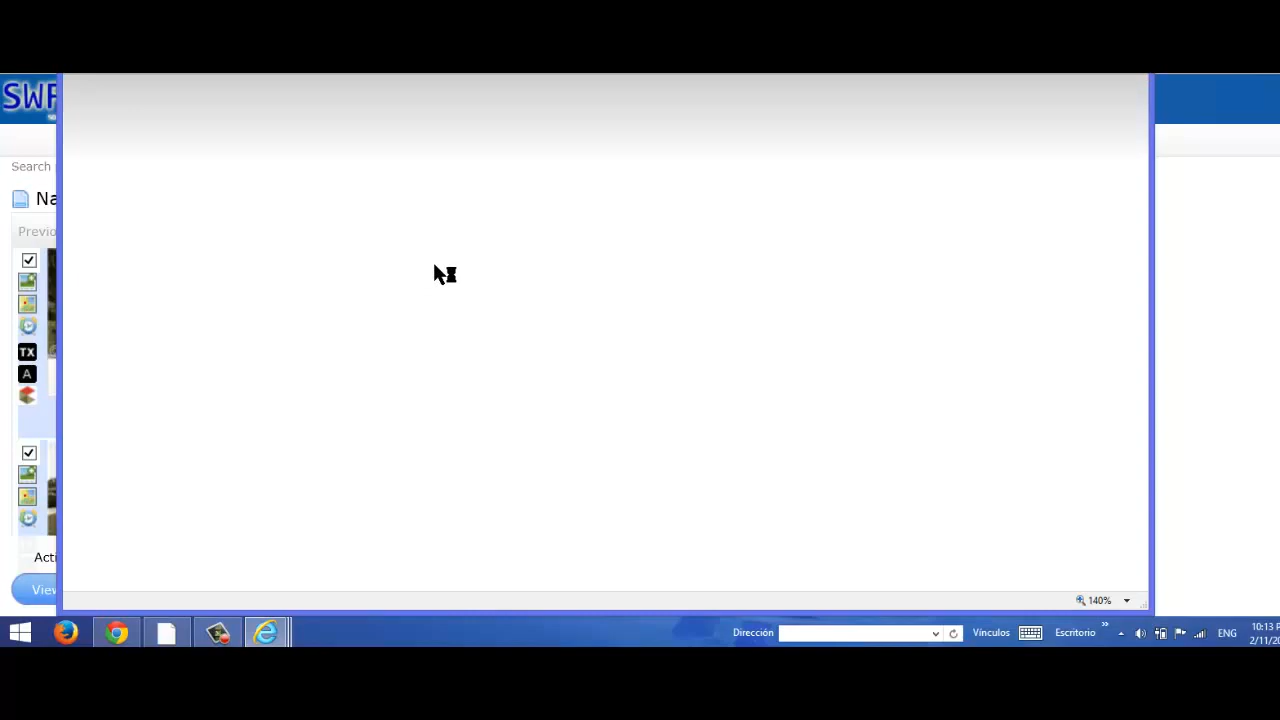 SWF
Search
Na
Previo
TX
A
Acti
View
140%
Dirección
Vínculos
Escritorio
»
ENG
10:13 P
2/11/20